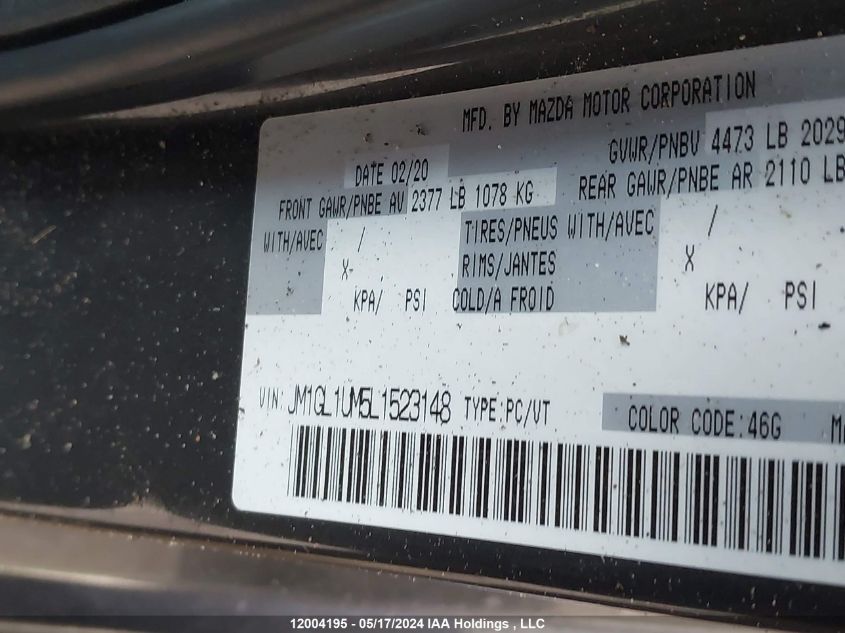 MFD. BY MAZDA MOTOR CORPORATION
DATE 02/20 GVWR/PNBV 4473 LB 2029
FRONT GAWR/PNBE AV 2377 LB 1078 KG REAR GAWR/PNBE AR 2110 LB
WITH/AVEC / TIRES/PNEUS WITH/AVEC /
X RIMS/JANTES X
KPA/ PSI COLD/A FROID KPA/ PSI
VIN: JM1GL1UM5L1523148 TYPE:PC/VT COLOR CODE:46G
12004195 - 05/17/2024 IAA Holdings , LLC